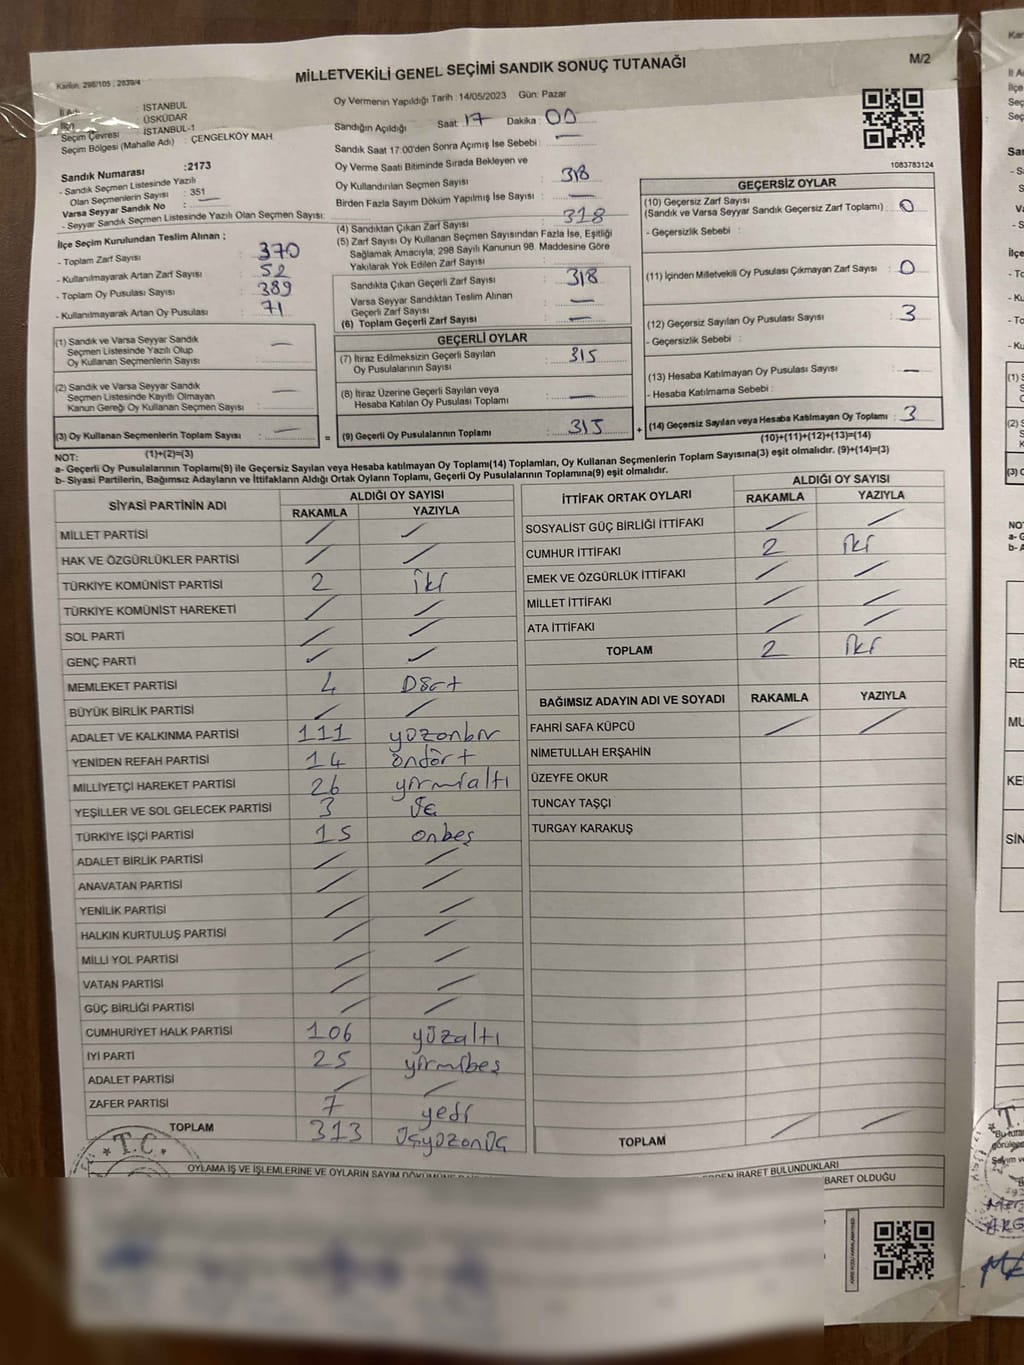 Kanun: 298/105 ; 2839/4
MİLLETVEKİLİ GENEL SEÇİMİ SANDIK SONUÇ TUTANAĞI
M/2
İl Adı : İSTANBUL
İlçe : ÜSKÜDAR
Seçim Çevresi : İSTANBUL-1
Seçim Bölgesi (Mahalle Adı) : ÇENGELKÖY MAH.
Oy Vermenin Yapıldığı Tarih : 14/05/2023 Gün: Pazar
Sandığın Açıldığı Saat: 17 Dakika: 00
Sandık Saat 17:00'den Sonra Açımış İse Sebebi : —
Oy Verme Saati Bitiminde Sırada Bekleyen ve
Oy Kullandırılan Seçmen Sayısı : 318
Birden Fazla Sayım Döküm Yapılmış İse Sayısı : —
1083783124
Sandık Numarası :2173
- Sandık Seçmen Listesinde Yazılı
Olan Seçmenlerin Sayısı : 351
Varsa Seyyar Sandık No : —
- Seyyar Sandık Seçmen Listesinde Yazılı Olan Seçmen Sayısı:
İlçe Seçim Kurulundan Teslim Alınan ;
- Toplam Zarf Sayısı : 370
- Kullanılmayarak Artan Zarf Sayısı : 52
- Toplam Oy Pusulası Sayısı : 389
- Kullanılmayarak Artan Oy Pusulası : 71
(4) Sandıktan Çıkan Zarf Sayısı : 318
(5) Zarf Sayısı Oy Kullanan Seçmen Sayısından Fazla İse, Eşitliği
Sağlamak Amacıyla, 298 Sayılı Kanunun 98. Maddesine Göre
Yakılarak Yok Edilen Zarf Sayısı :
Sandıkta Çıkan Geçerli Zarf Sayısı : 318
Varsa Seyyar Sandıktan Teslim Alınan
Geçerli Zarf Sayısı : —
(6) Toplam Geçerli Zarf Sayısı : —
GEÇERSİZ OYLAR
(10) Geçersiz Zarf Sayısı
(Sandık ve Varsa Seyyar Sandık Geçersiz Zarf Toplamı) : 0
- Geçersizlik Sebebi :
(11) İçinden Milletvekili Oy Pusulası Çıkmayan Zarf Sayısı : 0
(12) Geçersiz Sayılan Oy Pusulası Sayısı : 3
- Geçersizlik Sebebi :
(13) Hesaba Katılmayan Oy Pusulası Sayısı : —
- Hesaba Katılmama Sebebi :
(14) Geçersiz Sayılan veya Hesaba Katılmayan Oy Toplamı : 3
(10)+(11)+(12)+(13)=(14)
(1) Sandık ve Varsa Seyyar Sandık
Seçmen Listesinde Yazılı Olup
Oy Kullanan Seçmenlerin Sayısı : —
(2) Sandık ve Varsa Seyyar Sandık
Seçmen Listesinde Kayıtlı Olmayan
Kanun Gereği Oy Kullanan Seçmen Sayısı : —
(3) Oy Kullanan Seçmenlerin Toplam Sayısı : —
(1)+(2)=(3)
GEÇERLİ OYLAR
(7) İtiraz Edilmeksizin Geçerli Sayılan
Oy Pusulalarının Sayısı : 315
(8) İtiraz Üzerine Geçerli Sayılan veya
Hesaba Katılan Oy Pusulası Toplamı : —
= (9) Geçerli Oy Pusulalarının Toplamı : 315 +
NOT:
a- Geçerli Oy Pusulalarının Toplamı(9) ile Geçersiz Sayılan veya Hesaba katılmayan Oy Toplamı(14) Toplamları, Oy Kullanan Seçmenlerin Toplam Sayısına(3) eşit olmalıdır. (9)+(14)=(3)
b- Siyasi Partilerin, Bağımsız Adayların ve İttifakların Aldığı Ortak Oyların Toplamı, Geçerli Oy Pusulalarının Toplamına(9) eşit olmalıdır.
SİYASİ PARTİNİN ADI ALDIĞI OY SAYISI
RAKAMLA YAZIYLA
MİLLET PARTİSİ / /
HAK VE ÖZGÜRLÜKLER PARTİSİ / /
TÜRKİYE KOMÜNİST PARTİSİ 2 iki
TÜRKİYE KOMÜNİST HAREKETİ / /
SOL PARTİ / /
GENÇ PARTİ / /
MEMLEKET PARTİSİ 4 Dört
BÜYÜK BİRLİK PARTİSİ / /
ADALET VE KALKINMA PARTİSİ 111 yüzonbir
YENİDEN REFAH PARTİSİ 14 ondört
MİLLİYETÇİ HAREKET PARTİSİ 26 yirmialtı
YEŞİLLER VE SOL GELECEK PARTİSİ 3 üç
TÜRKİYE İŞÇİ PARTİSİ 15 onbeş
ADALET BİRLİK PARTİSİ / /
ANAVATAN PARTİSİ / /
YENİLİK PARTİSİ / /
HALKIN KURTULUŞ PARTİSİ / /
MİLLİ YOL PARTİSİ / /
VATAN PARTİSİ / /
GÜÇ BİRLİĞİ PARTİSİ / /
CUMHURİYET HALK PARTİSİ 106 yüzaltı
İYİ PARTİ 25 yirmibeş
ADALET PARTİSİ / /
ZAFER PARTİSİ 7 yedi
TOPLAM 313 üçyüzonüç
İTTİFAK ORTAK OYLARI ALDIĞI OY SAYISI
RAKAMLA YAZIYLA
SOSYALİST GÜÇ BİRLİĞİ İTTİFAKI / /
CUMHUR İTTİFAKI 2 iki
EMEK VE ÖZGÜRLÜK İTTİFAKI / /
MİLLET İTTİFAKI / /
ATA İTTİFAKI / /
TOPLAM 2 iki
BAĞIMSIZ ADAYIN ADI VE SOYADI RAKAMLA YAZIYLA
FAHRİ SAFA KÜPCÜ / /
NİMETULLAH ERŞAHİN
ÜZEYFE OKUR
TUNCAY TAŞÇI
TURGAY KARAKUŞ
TOPLAM / /
T.C.
OYLAMA İŞ VE İŞLEMLERİNE VE OYLARIN SAYIM
İBARET BULUNDUKLARI
BARET OLDUĞU